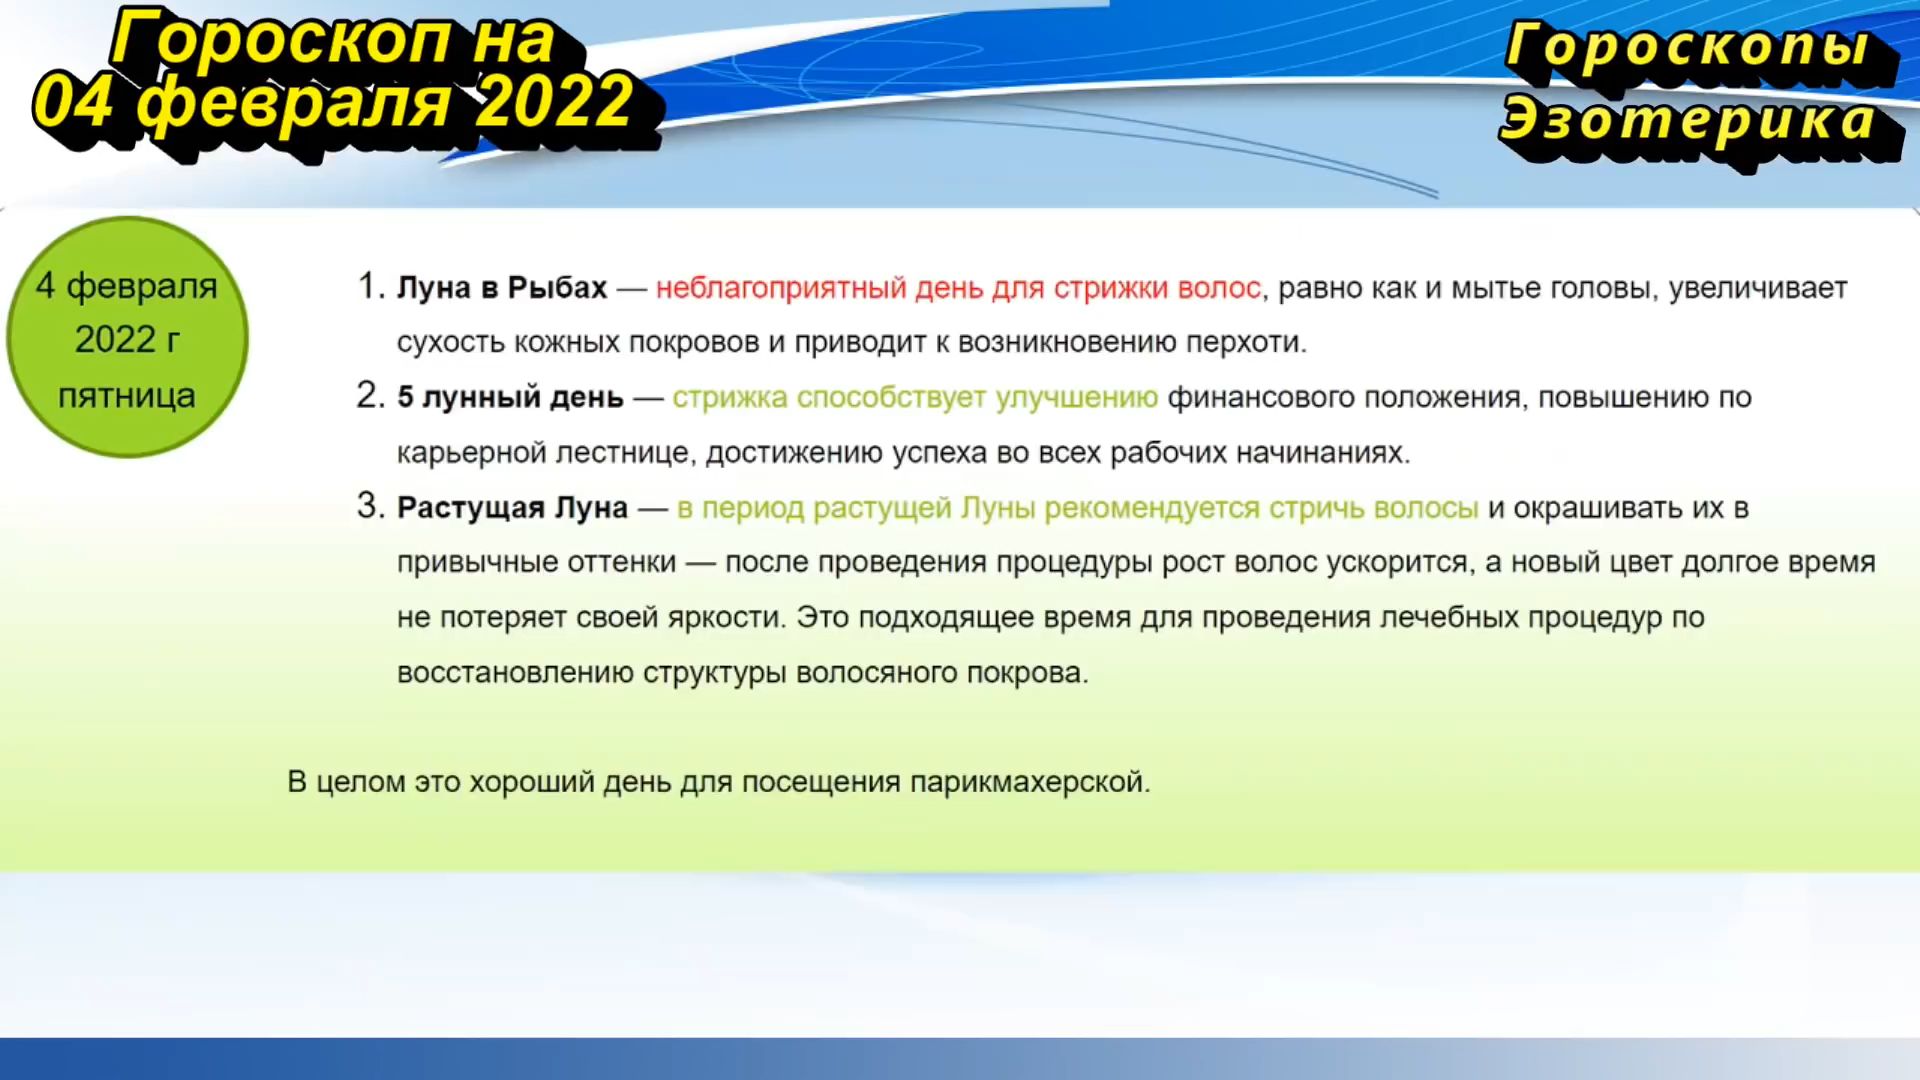 Гороскоп на
04 февраля 2022
Гороскопы
Эзотерика
4 февраля
2022 г
пятница
1. Луна в Рыбах — неблагоприятный день для стрижки волос, равно как и мытье головы, увеличивает
сухость кожных покровов и приводит к возникновению перхоти.
2. 5 лунный день — стрижка способствует улучшению финансового положения, повышению по
карьерной лестнице, достижению успеха во всех рабочих начинаниях.
3. Растущая Луна — в период растущей Луны рекомендуется стричь волосы и окрашивать их в
привычные оттенки — после проведения процедуры рост волос ускорится, а новый цвет долгое время
не потеряет своей яркости. Это подходящее время для проведения лечебных процедур по
восстановлению структуры волосяного покрова.
В целом это хороший день для посещения парикмахерской.